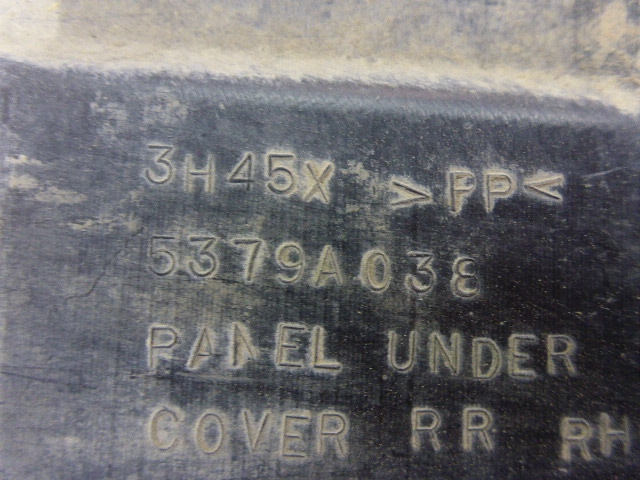 3H45X >PP<
5379A038
PANEL UNDER
COVER RR RH